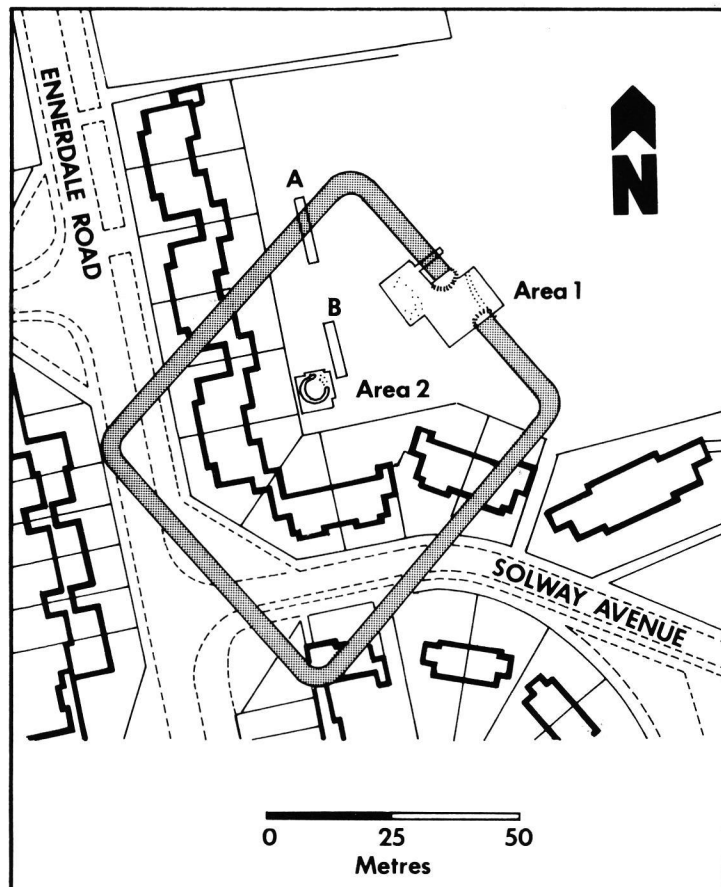 ENNERDALE ROAD
N
A
Area 1
B
Area 2
SOLWAY AVENUE
0 25 50
Metres